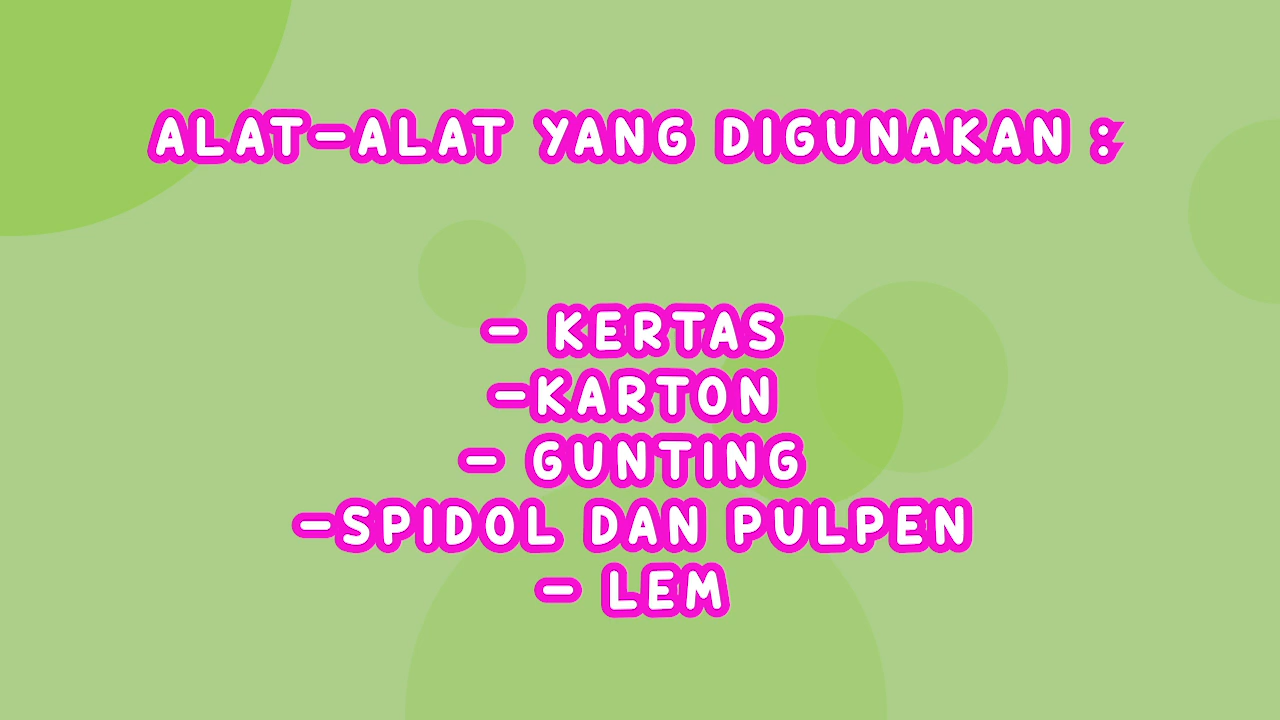 ALAT-ALAT YANG DIGUNAKAN :
- KERTAS
-KARTON
- GUNTING
-SPIDOL DAN PULPEN
- LEM